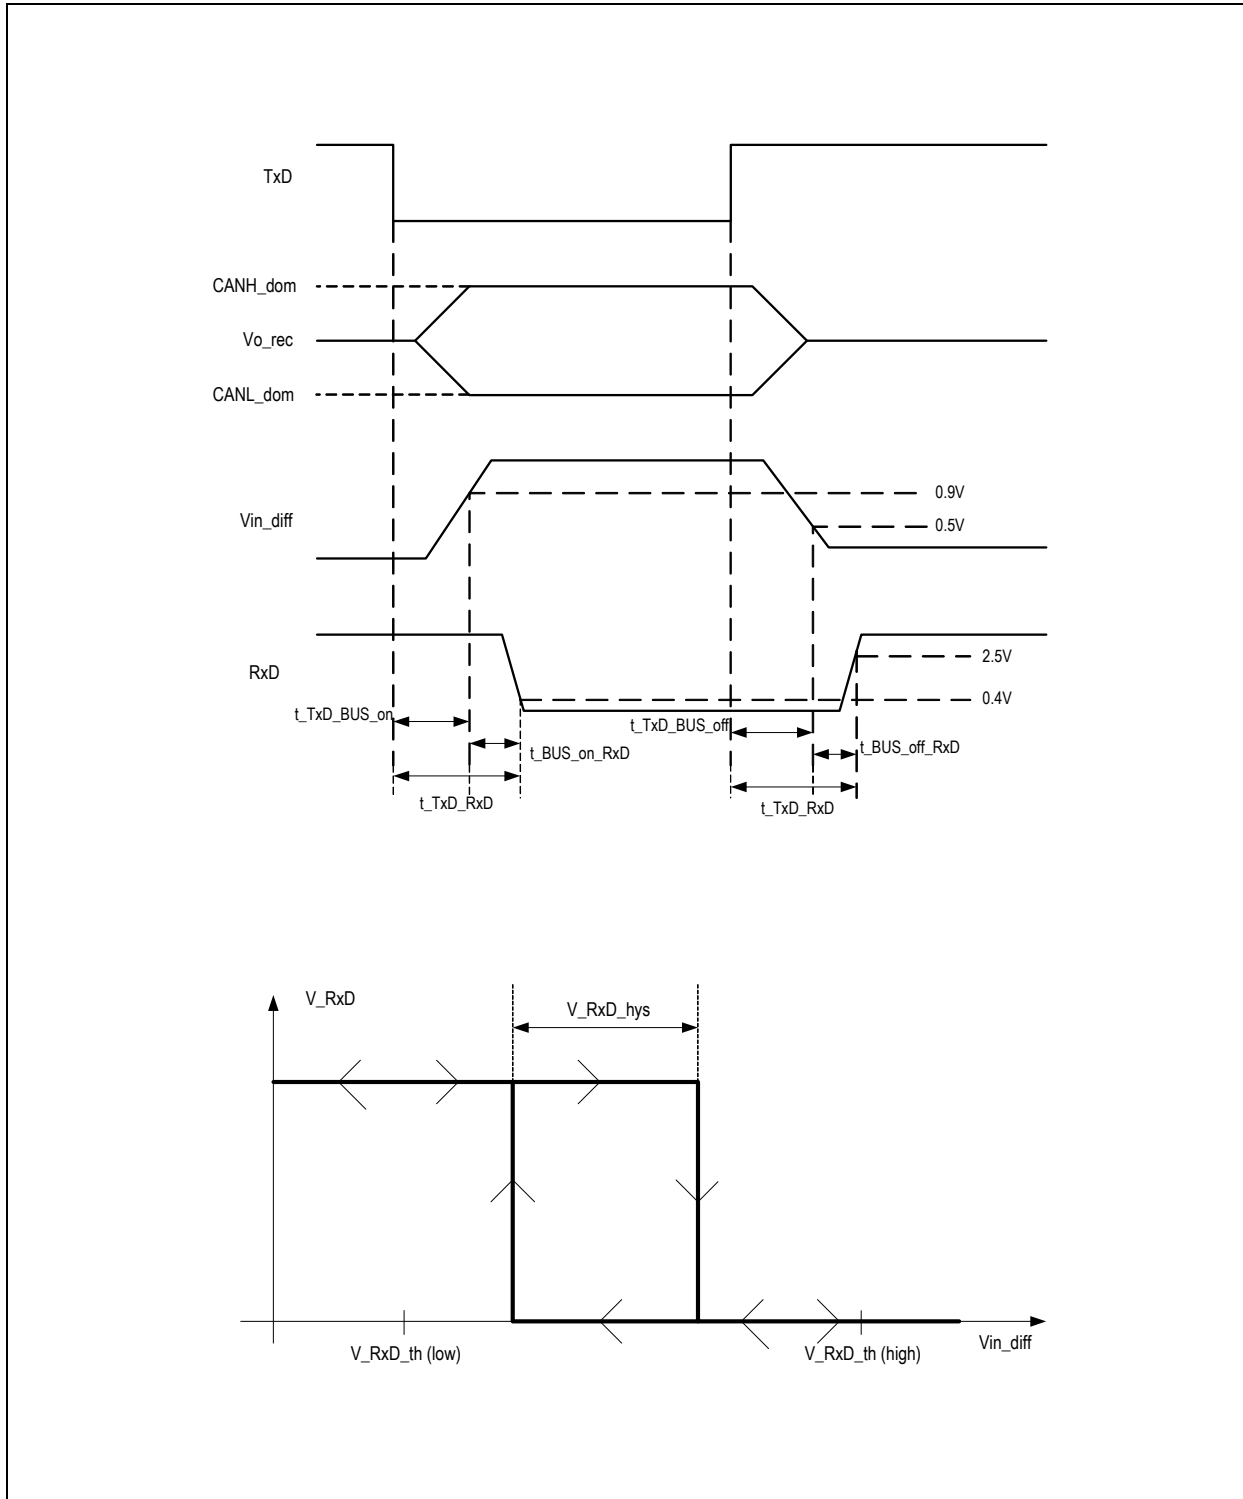 TxD
CANH_dom
Vo_rec
CANL_dom
0.9V
Vin_diff
0.5V
2.5V
RxD
0.4V
t_TxD_BUS_on
t_TxD_BUS_off
t_BUS_on_RxD
t_BUS_off_RxD
t_TxD_RxD
t_TxD_RxD
V_RxD
V_RxD_hys
V_RxD_th (low)
V_RxD_th (high)
Vin_diff